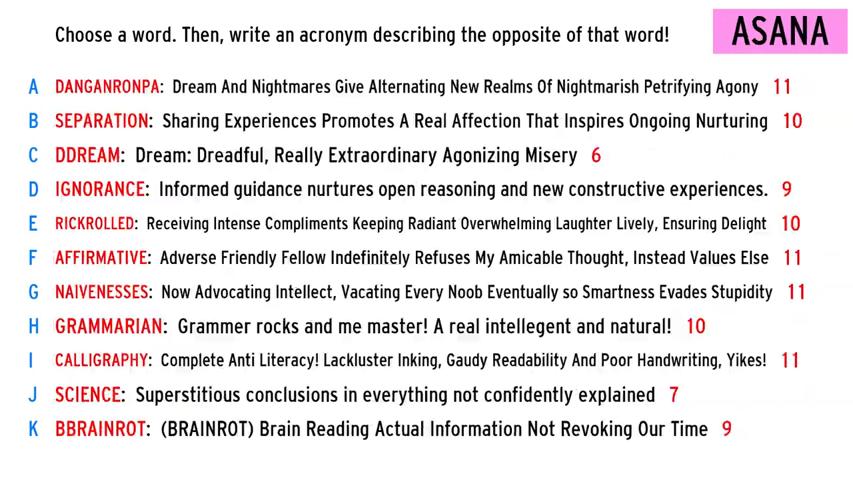 Choose a word. Then, write an acronym describing the opposite of that word!
ASANA
A DANGANRONPA: Dream And Nightmares Give Alternating New Realms Of Nightmarish Petrifying Agony 11
B SEPARATION: Sharing Experiences Promotes A Real Affection That Inspires Ongoing Nurturing 10
C DDREAM: Dream: Dreadful, Really Extraordinary Agonizing Misery 6
D IGNORANCE: Informed guidance nurtures open reasoning and new constructive experiences. 9
E RICKROLLED: Receiving Intense Compliments Keeping Radiant Overwhelming Laughter Lively, Ensuring Delight 10
F AFFIRMATIVE: Adverse Friendly Fellow Indefinitely Refuses My Amicable Thought, Instead Values Else 11
G NAIVENESSES: Now Advocating Intellect, Vacating Every Noob Eventually so Smartness Evades Stupidity 11
H GRAMMARIAN: Grammer rocks and me master! A real intellegent and natural! 10
I CALLIGRAPHY: Complete Anti Literacy! Lackluster Inking, Gaudy Readability And Poor Handwriting, Yikes! 11
J SCIENCE: Superstitious conclusions in everything not confidently explained 7
K BBRAINROT: (BRAINROT) Brain Reading Actual Information Not Revoking Our Time 9